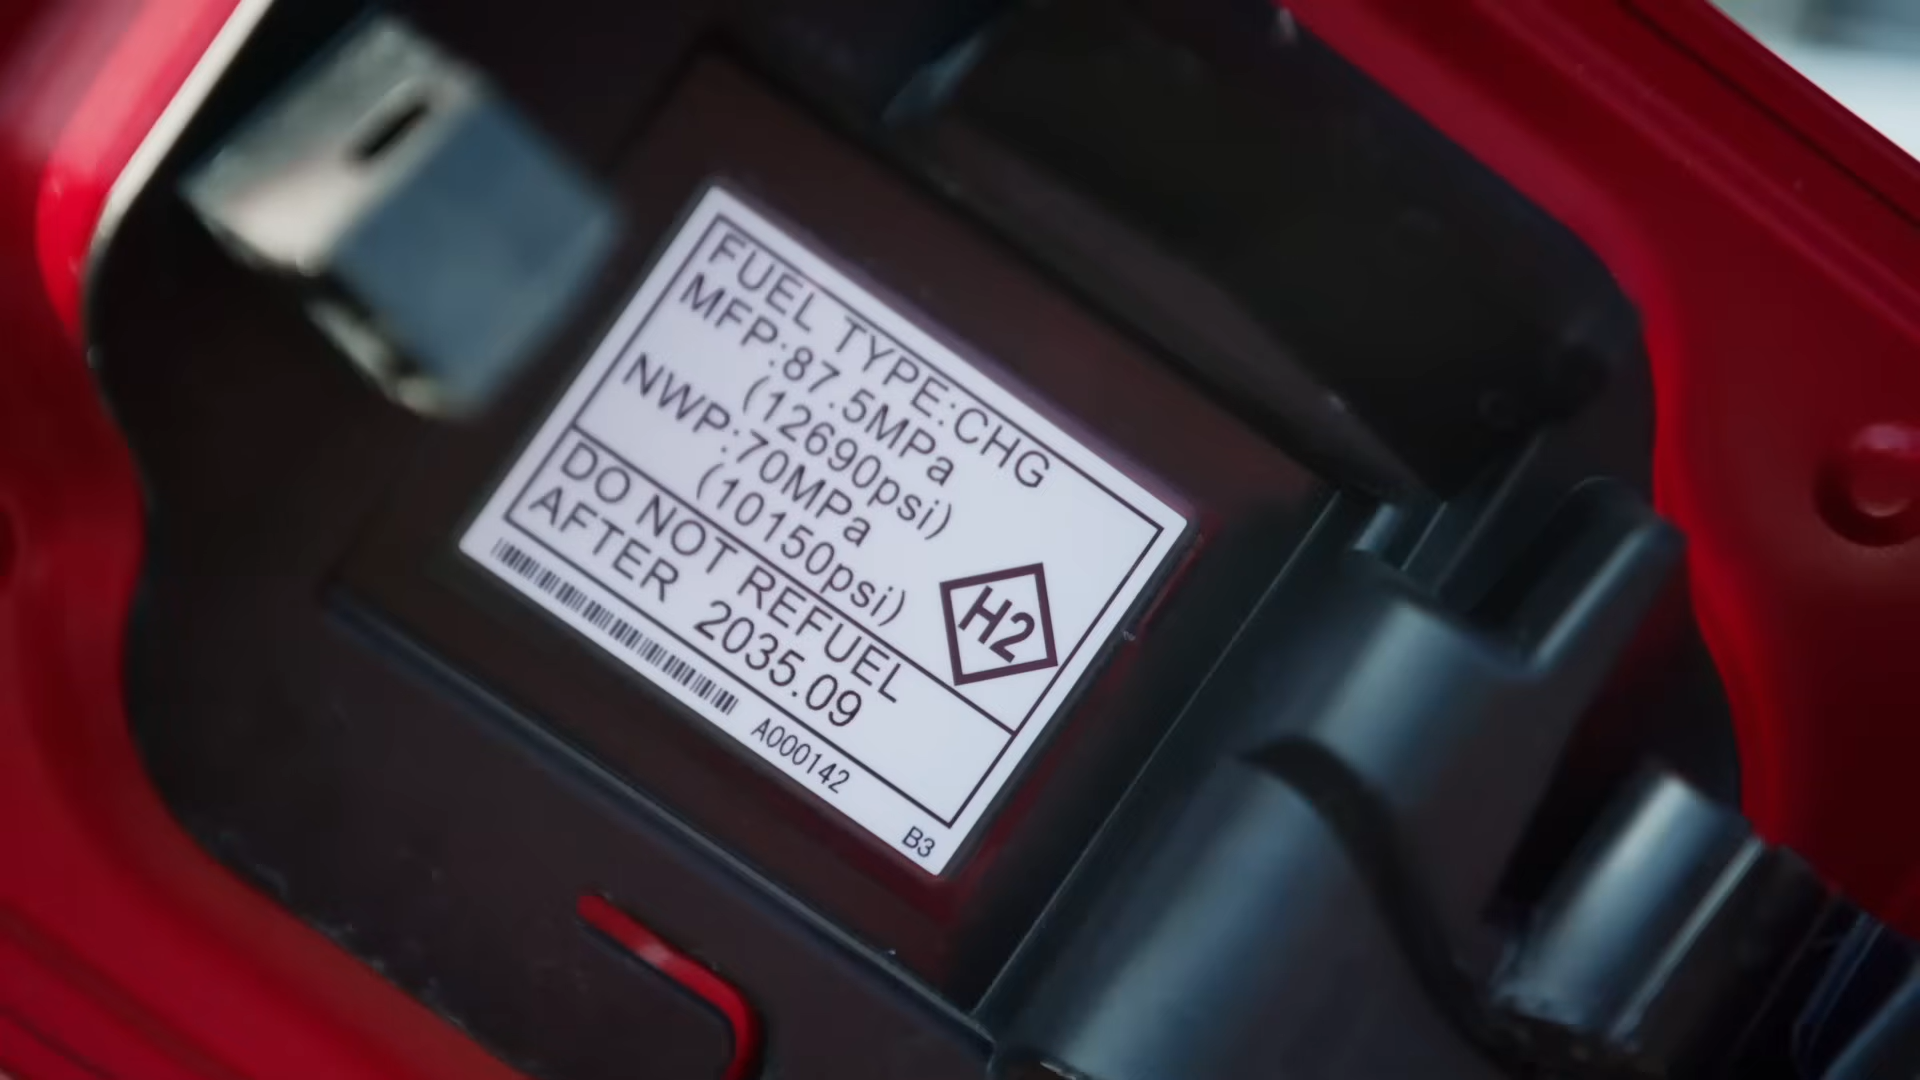 FUEL TYPE:CHG
MFP:87.5MPa
(12690psi)
NWP:70MPa
(10150psi)
H2
DO NOT REFUEL
AFTER 2035.09
A000142
B3